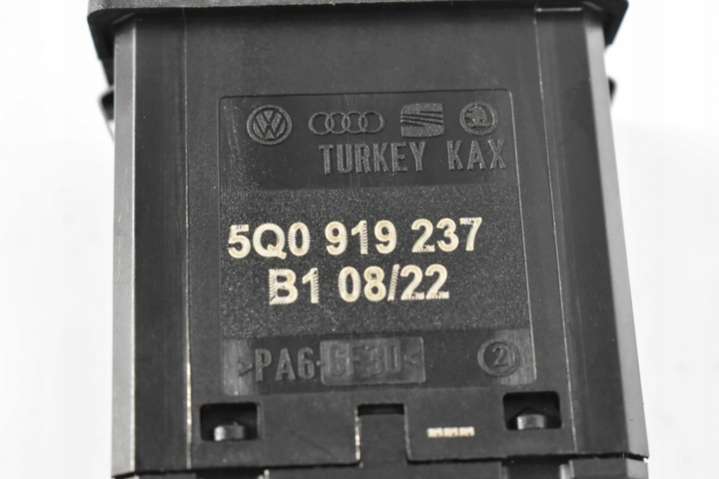 TURKEY KAX
5Q0 919 237
B1 08/22
>PA6-GF30< 2